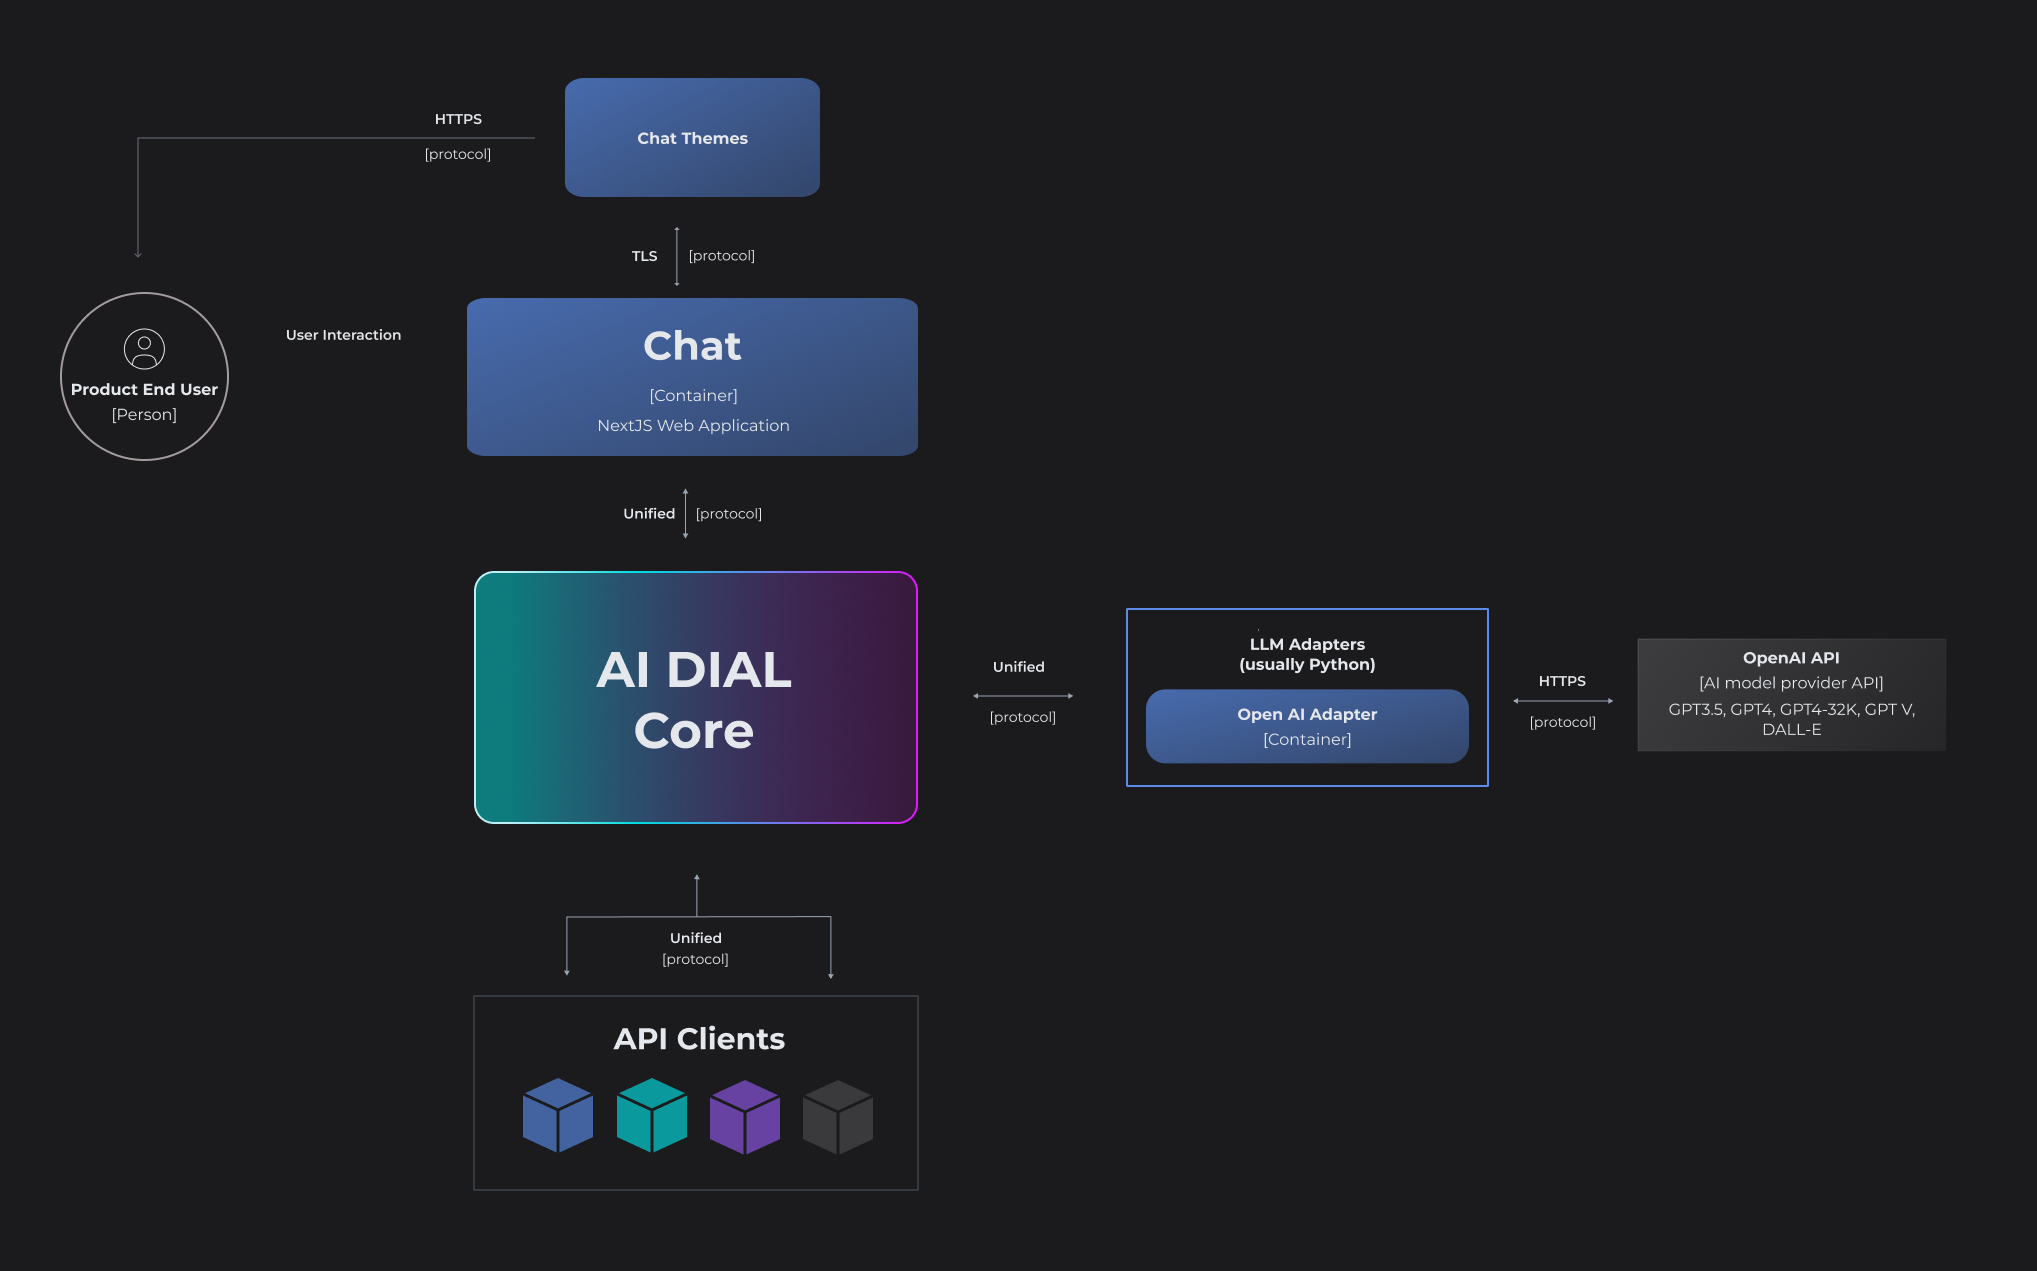 HTTPS
[protocol]
Chat Themes
TLS
[protocol]
Product End User
[Person]
User Interaction
Chat
[Container]
NextJS Web Application
Unified
[protocol]
AI DIAL
Core
Unified
[protocol]
LLM Adapters
(usually Python)
Open AI Adapter
[Container]
HTTPS
[protocol]
OpenAI API
[AI model provider API]
GPT3.5, GPT4, GPT4-32K, GPT V,
DALL-E
Unified
[protocol]
API Clients